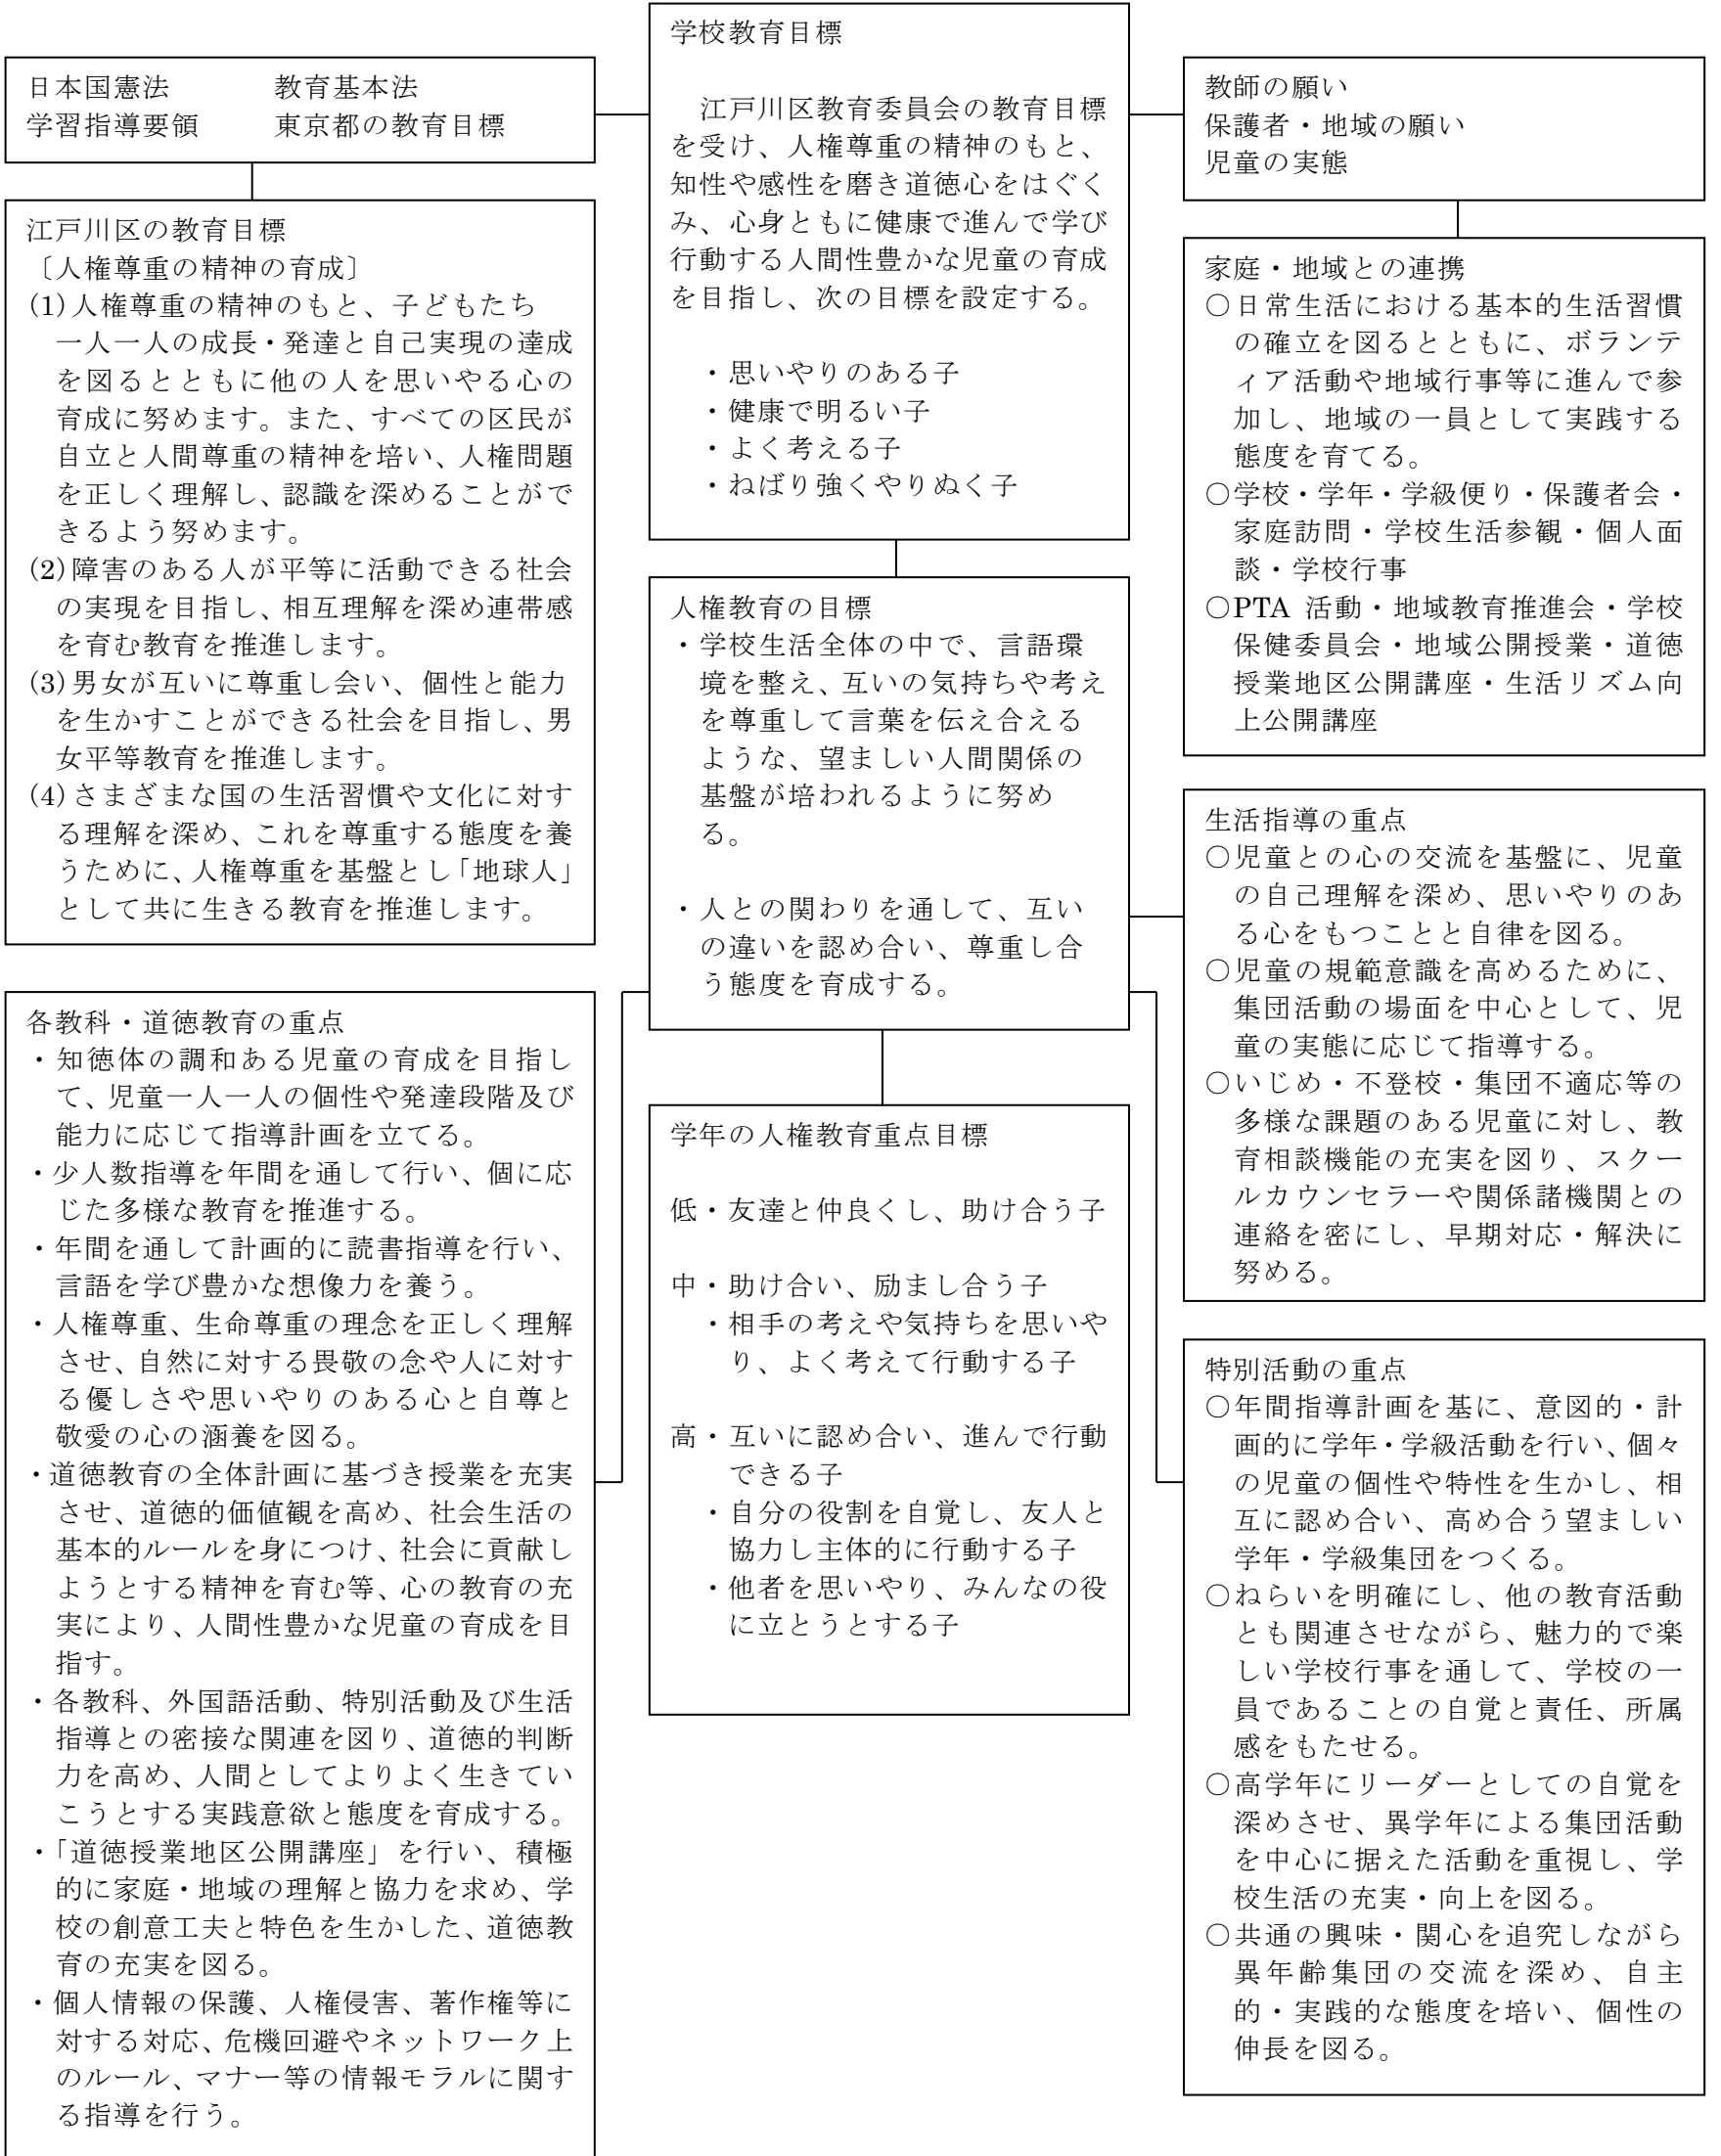 学校教育目標
江戸川区教育委員会の教育目標
を受け、人権尊重の精神のもと、
知性や感性を磨き道徳心をはぐく
み、心身ともに健康で進んで学び
行動する人間性豊かな児童の育成
を目指し、次の目標を設定する。
・思いやりのある子
・健康で明るい子
・よく考える子
・ねばり強くやりぬく子
日本国憲法 教育基本法
学習指導要領 東京都の教育目標
教師の願い
保護者・地域の願い
児童の実態
江戸川区の教育目標
〔人権尊重の精神の育成〕
(1)人権尊重の精神のもと、子どもたち
一人一人の成長・発達と自己実現の達成
を図るとともに他の人を思いやる心の
育成に努めます。また、すべての区民が
自立と人間尊重の精神を培い、人権問題
を正しく理解し、認識を深めることがで
きるよう努めます。
(2)障害のある人が平等に活動できる社会
の実現を目指し、相互理解を深め連帯感
を育む教育を推進します。
(3)男女が互いに尊重し会い、個性と能力
を生かすことができる社会を目指し、男
女平等教育を推進します。
(4)さまざまな国の生活習慣や文化に対す
る理解を深め、これを尊重する態度を養
うために、人権尊重を基盤とし「地球人」
として共に生きる教育を推進します。
家庭・地域との連携
○日常生活における基本的生活習慣
の確立を図るとともに、ボランテ
ィア活動や地域行事等に進んで参
加し、地域の一員として実践する
態度を育てる。
○学校・学年・学級便り・保護者会・
家庭訪問・学校生活参観・個人面
談・学校行事
○PTA 活動・地域教育推進会・学校
保健委員会・地域公開授業・道徳
授業地区公開講座・生活リズム向
上公開講座
人権教育の目標
・学校生活全体の中で、言語環
境を整え、互いの気持ちや考え
を尊重して言葉を伝え合える
ような、望ましい人間関係の
基盤が培われるように努め
る。
・人との関わりを通して、互い
の違いを認め合い、尊重し合
う態度を育成する。
生活指導の重点
○児童との心の交流を基盤に、児童
の自己理解を深め、思いやりのあ
る心をもつことと自律を図る。
○児童の規範意識を高めるために、
集団活動の場面を中心として、児
童の実態に応じて指導する。
○いじめ・不登校・集団不適応等の
多様な課題のある児童に対し、教
育相談機能の充実を図り、スクー
ルカウンセラーや関係諸機関との
連絡を密にし、早期対応・解決に
努める。
各教科・道徳教育の重点
・知徳体の調和ある児童の育成を目指し
て、児童一人一人の個性や発達段階及び
能力に応じて指導計画を立てる。
・少人数指導を年間を通して行い、個に応
じた多様な教育を推進する。
・年間を通して計画的に読書指導を行い、
言語を学び豊かな想像力を養う。
・人権尊重、生命尊重の理念を正しく理解
させ、自然に対する畏敬の念や人に対す
る優しさや思いやりのある心と自尊と
敬愛の心の涵養を図る。
・道徳教育の全体計画に基づき授業を充実
させ、道徳的価値観を高め、社会生活の
基本的ルールを身につけ、社会に貢献し
ようとする精神を育む等、心の教育の充
実により、人間性豊かな児童の育成を目
指す。
・各教科、外国語活動、特別活動及び生活
指導との密接な関連を図り、道徳的判断
力を高め、人間としてよりよく生きてい
こうとする実践意欲と態度を育成する。
・「道徳授業地区公開講座」を行い、積極
的に家庭・地域の理解と協力を求め、学
校の創意工夫と特色を生かした、道徳教
育の充実を図る。
・個人情報の保護、人権侵害、著作権等に
対する対応、危機回避やネットワーク上
のルール、マナー等の情報モラルに関す
る指導を行う。
学年の人権教育重点目標
低・友達と仲良くし、助け合う子
中・助け合い、励まし合う子
・相手の考えや気持ちを思いや
り、よく考えて行動する子
高・互いに認め合い、進んで行動
できる子
・自分の役割を自覚し、友人と
協力し主体的に行動する子
・他者を思いやり、みんなの役
に立とうとする子
特別活動の重点
○年間指導計画を基に、意図的・計
画的に学年・学級活動を行い、個々
の児童の個性や特性を生かし、相
互に認め合い、高め合う望ましい
学年・学級集団をつくる。
○ねらいを明確にし、他の教育活動
とも関連させながら、魅力的で楽
しい学校行事を通して、学校の一
員であることの自覚と責任、所属
感をもたせる。
○高学年にリーダーとしての自覚を
深めさせ、異学年による集団活動
を中心に据えた活動を重視し、学
校生活の充実・向上を図る。
○共通の興味・関心を追究しながら
異年齢集団の交流を深め、自主
的・実践的な態度を培い、個性の
伸長を図る。